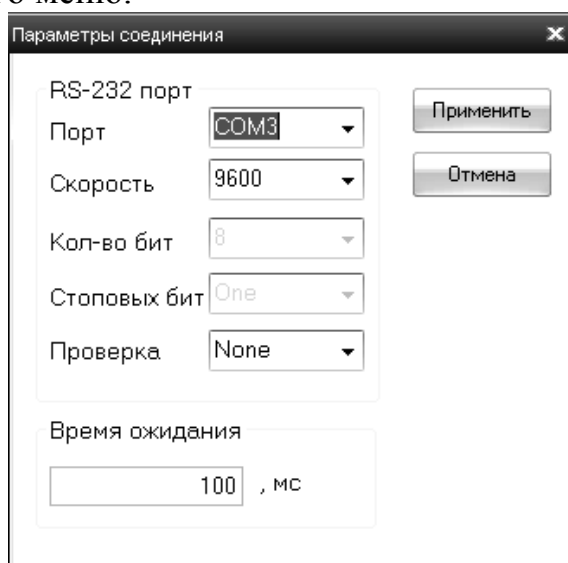 о меню.
Параметры соединения
RS-232 порт
Порт COM3
Применить
Скорость 9600
Отмена
Кол-во бит 8
Стоповых бит One
Проверка None
Время ожидания
100 , мс